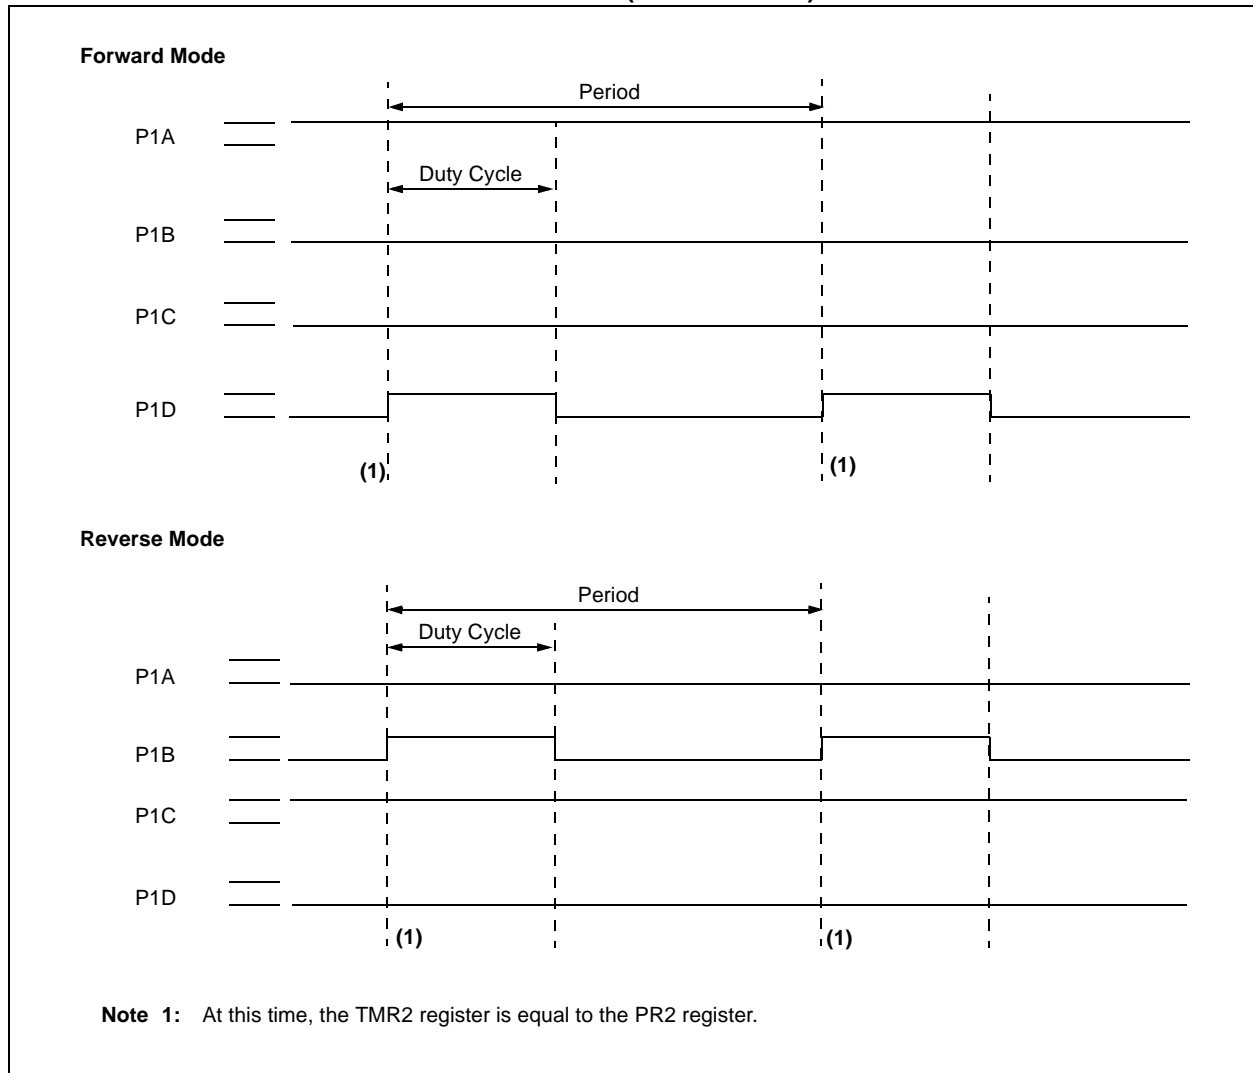 Forward Mode
Period
P1A
Duty Cycle
P1B
P1C
P1D
(1)
(1)
Reverse Mode
Period
Duty Cycle
P1A
P1B
P1C
P1D
(1)
(1)
Note 1: At this time, the TMR2 register is equal to the PR2 register.